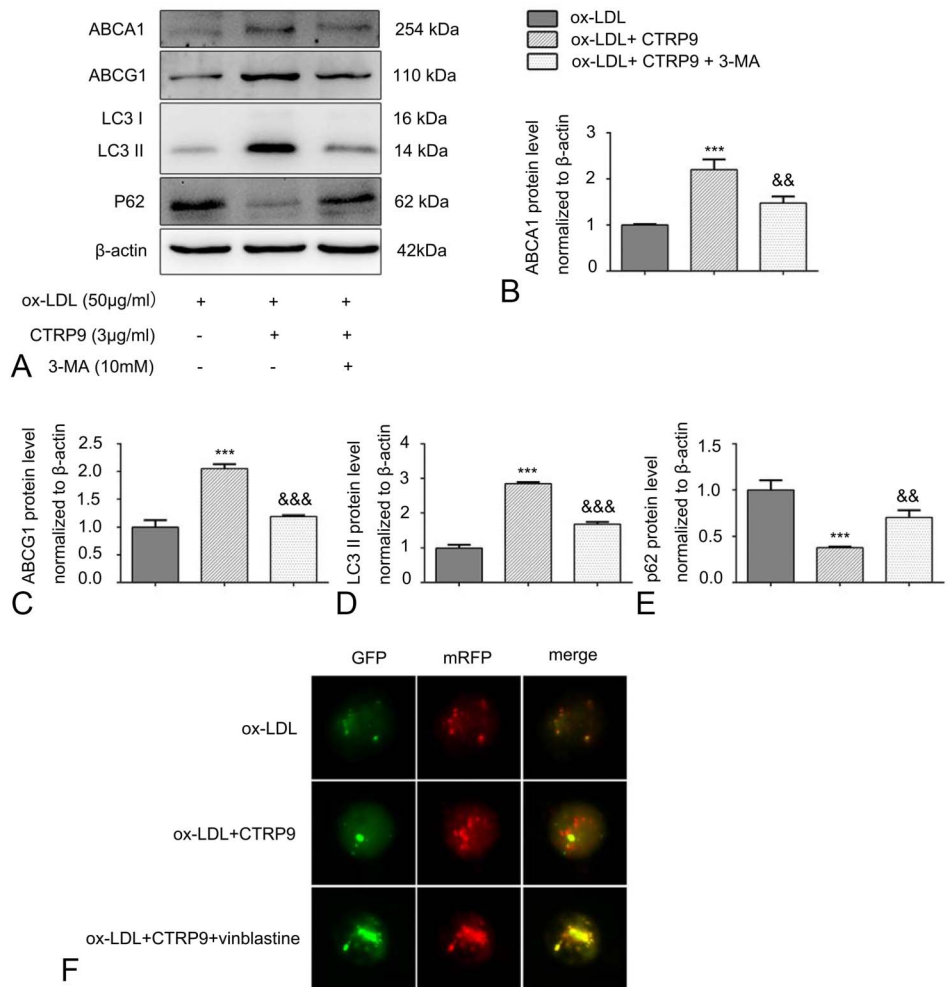 ABCA1 254 kDa
ABCG1 110 kDa
LC3 I 16 kDa
LC3 II 14 kDa
P62 62 kDa
β-actin 42kDa
ox-LDL (50μg/ml) + + +
CTRP9 (3μg/ml) - + +
3-MA (10mM) - - +
A
ox-LDL
ox-LDL+ CTRP9
ox-LDL+ CTRP9 + 3-MA
ABCA1 protein level
normalized to β-actin
3
2
1
0
***
&&
B
ABCG1 protein level
normalized to β-actin
2.5
2.0
1.5
1.0
0.5
0.0
***
&&&
C
LC3 II protein level
normalized to β-actin
4
3
2
1
0
***
&&&
D
p62 protein level
normalized to β-actin
1.5
1.0
0.5
0.0
***
&&
E
GFP mRFP merge
ox-LDL
ox-LDL+CTRP9
ox-LDL+CTRP9+vinblastine
F